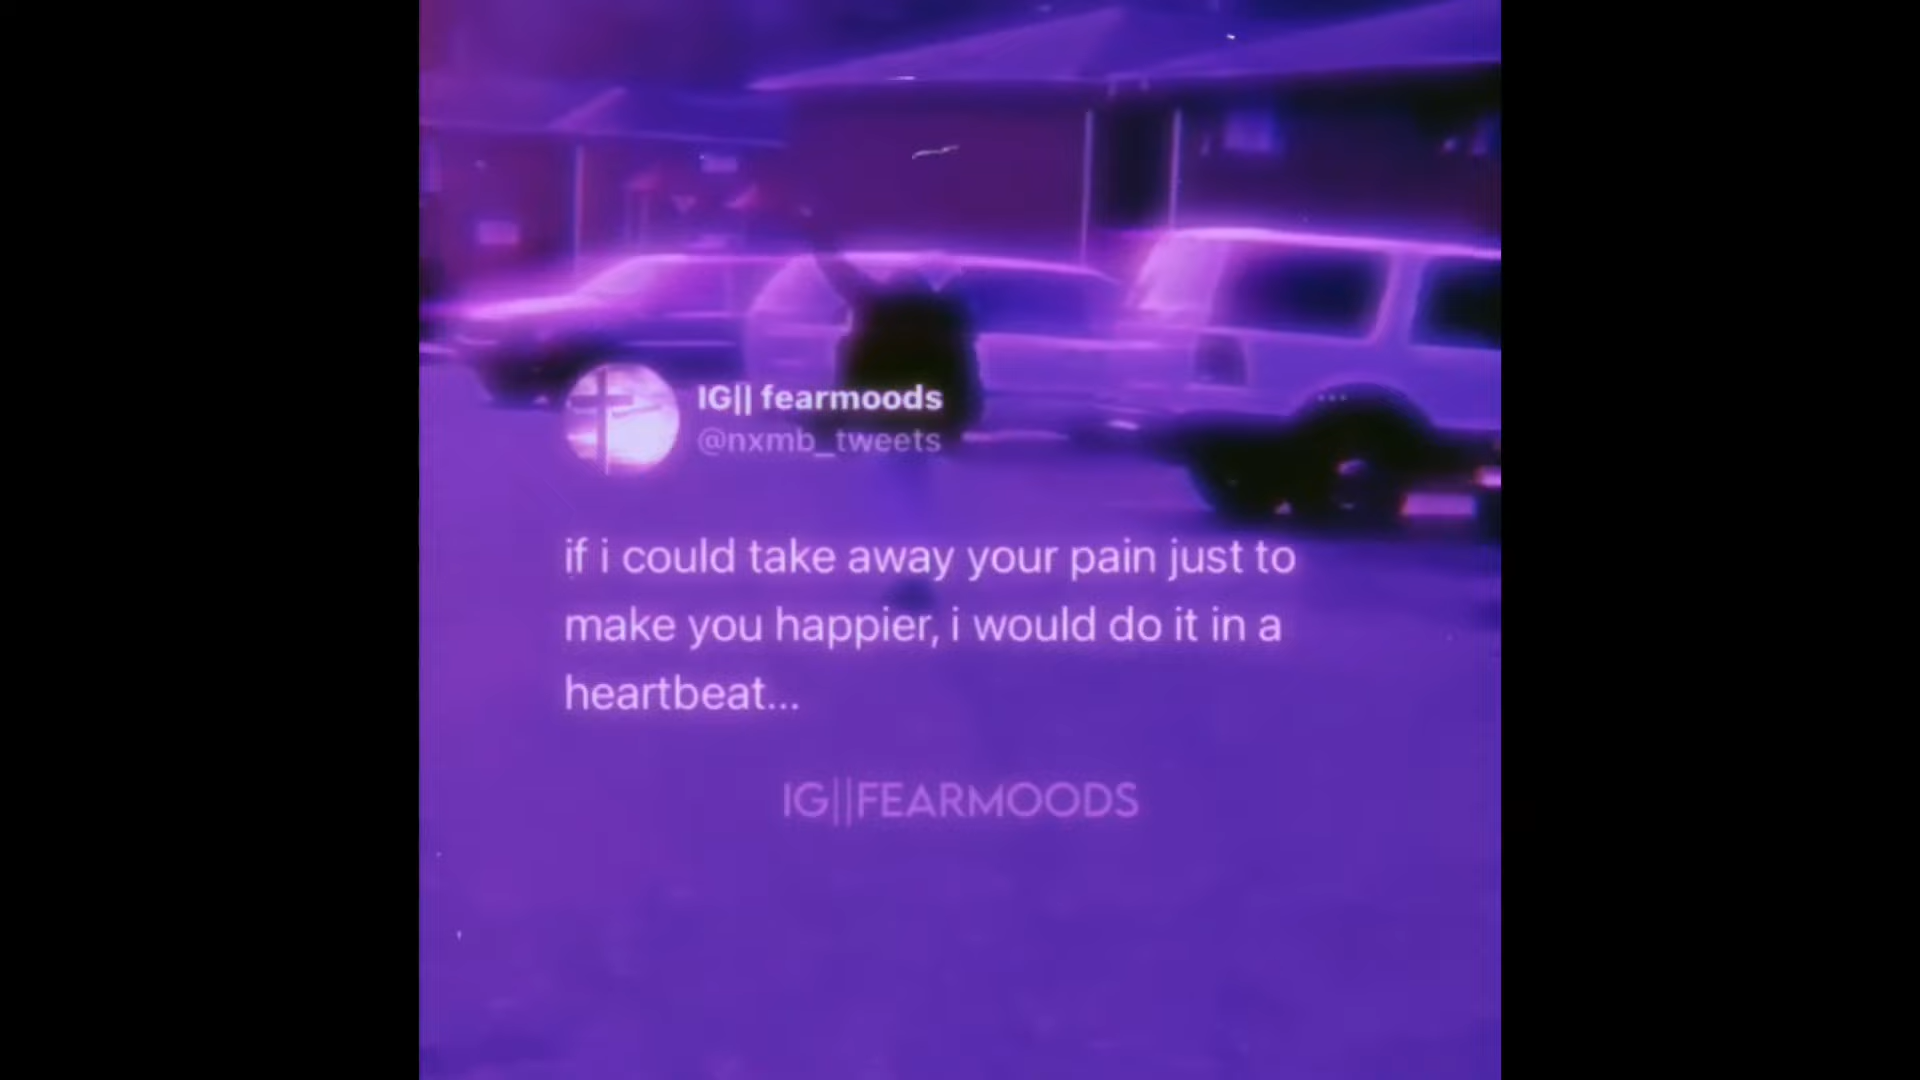 IG|| fearmoods
@nxmb_tweets
if i could take away your pain just to
make you happier, i would do it in a
heartbeat...
IG||FEARMOODS